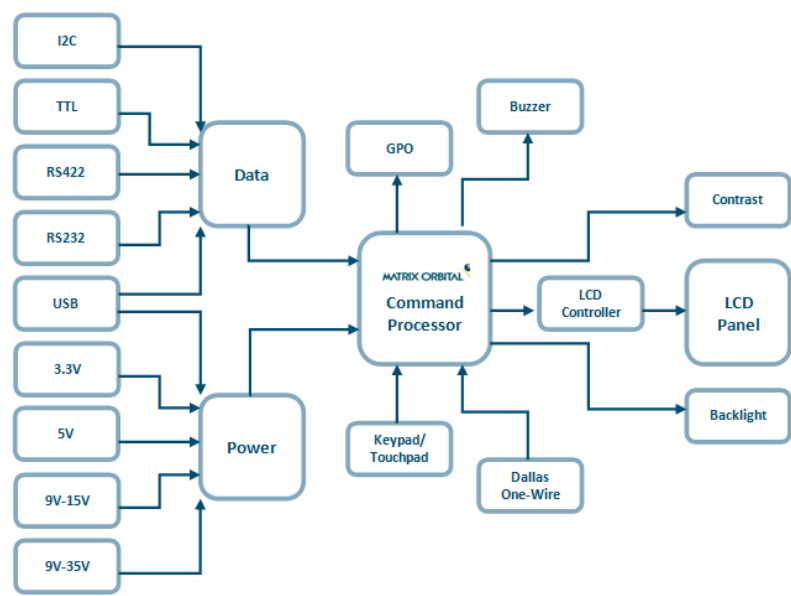 I2C
TTL
RS422
RS232
USB
3.3V
5V
9V-15V
9V-35V
Data
Power
GPO
Buzzer
MATRIX ORBITAL
Command
Processor
Keypad/
Touchpad
Dallas
One-Wire
Contrast
LCD
Controller
LCD
Panel
Backlight